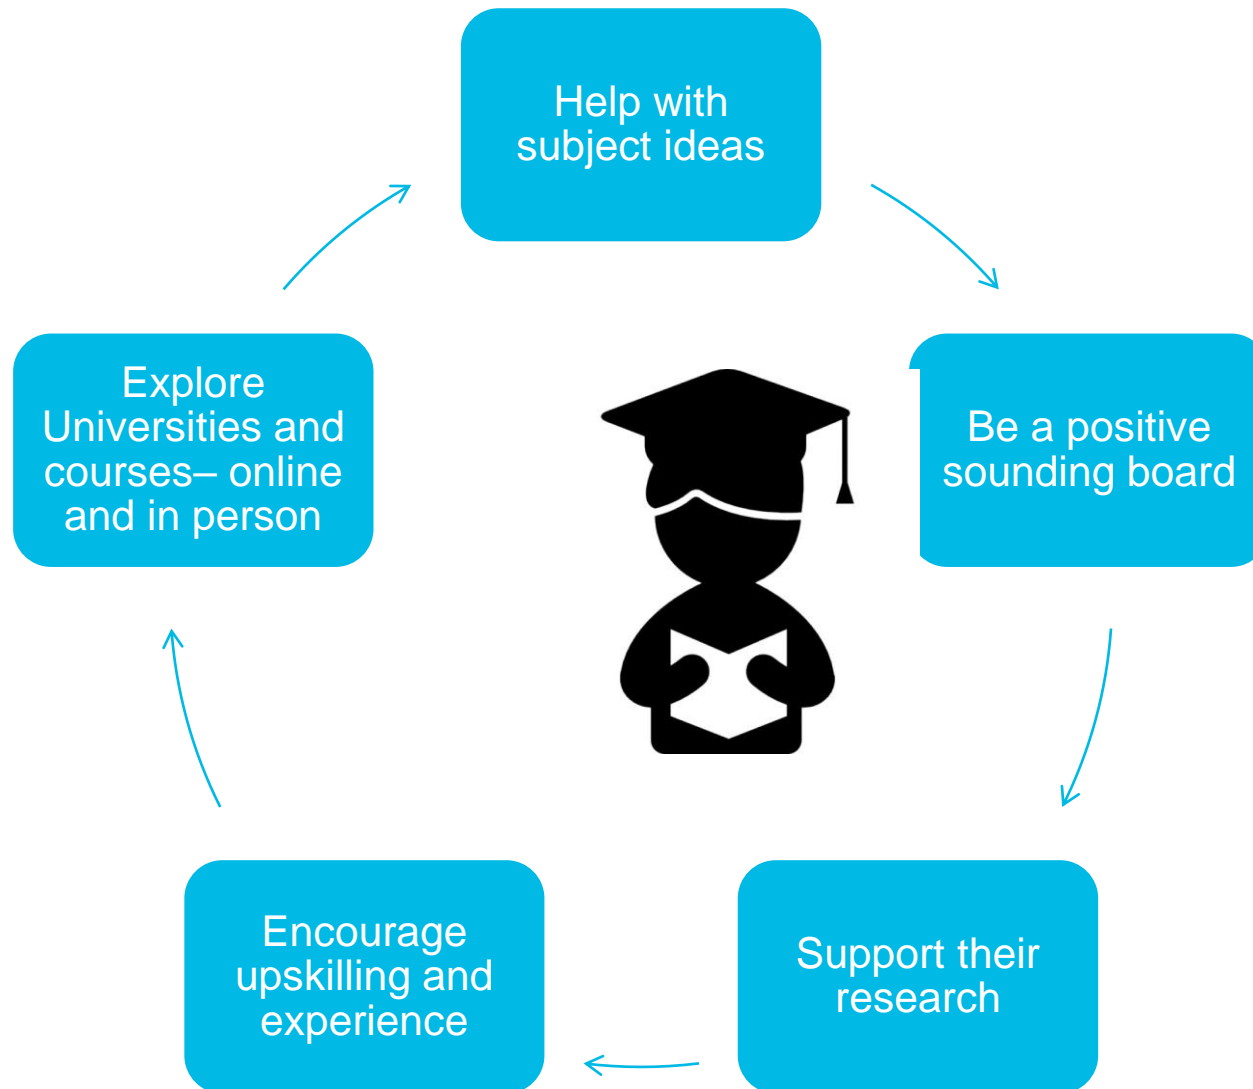 Help with
subject ideas
Be a positive
sounding board
Support their
research
Encourage
upskilling and
experience
Explore
Universities and
courses– online
and in person